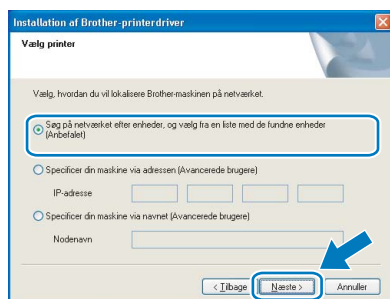 Installation af Brother-printerdriver
Vælg printer
Vælg, hvordan du vil lokalisere Brother-maskinen på netværket.
Søg på netværket efter enheder, og vælg fra en liste med de fundne enheder
(Anbefalet)
Specificer din maskine via adressen (Avancerede brugere)
IP-adresse
Specificer din maskine via navnet (Avancerede brugere)
Nodenavn
< Tilbage Næste > Annuller